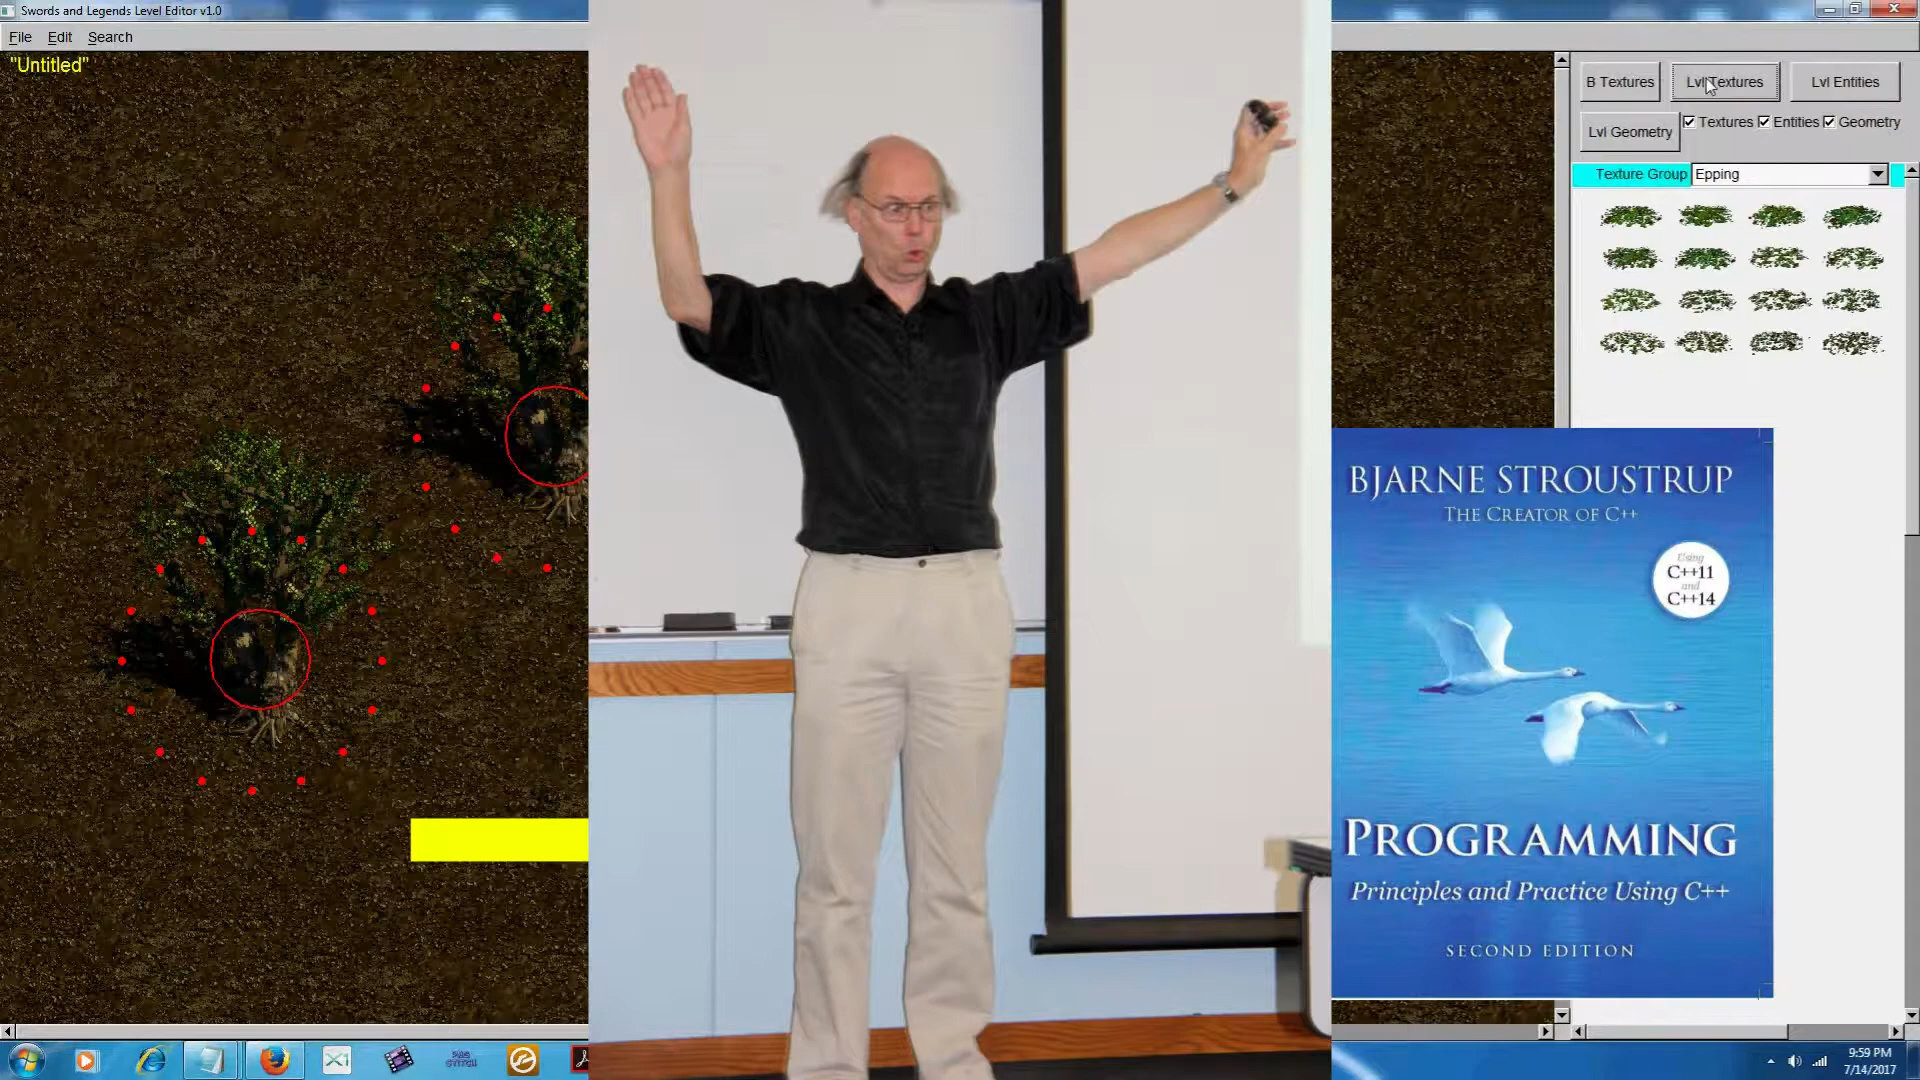 Swords and Legends Level Editor v1.0
File Edit Search
"Untitled"
B Textures Lvl Textures Lvl Entities
Lvl Geometry Textures Entities Geometry
Texture Group Epping
BJARNE STROUSTRUP
THE CREATOR OF C++
Using
C++11
and
C++14
PROGRAMMING
Principles and Practice Using C++
SECOND EDITION
9:59 PM
7/14/2017